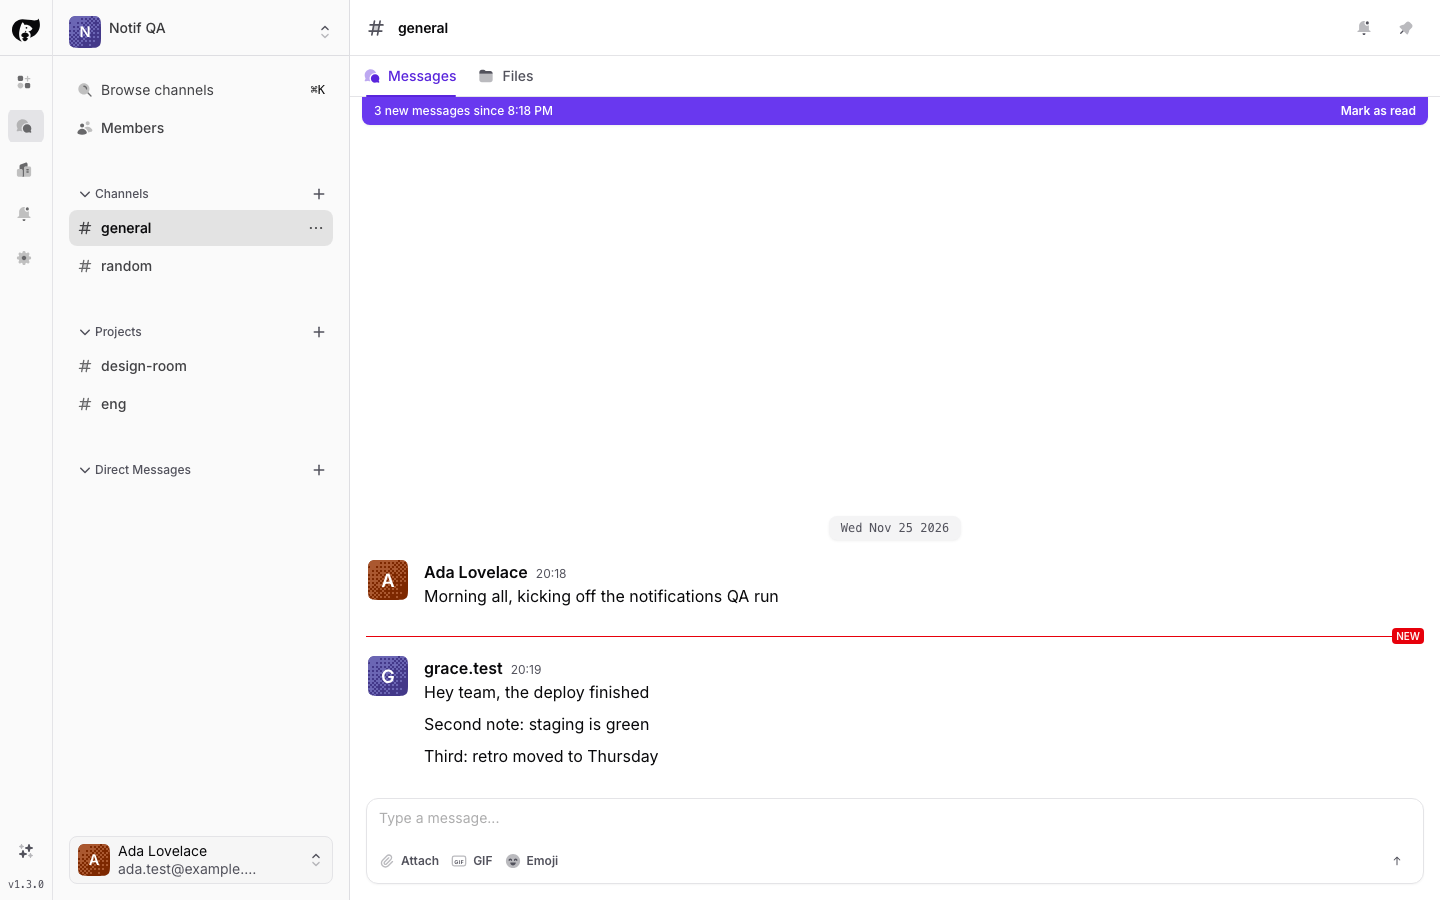 N Notif QA
general
Messages
Files
3 new messages since 8:18 PM
Mark as read
Browse channels ⌘K
Members
Channels
# general
# random
Projects
# design-room
# eng
Direct Messages
Wed Nov 25 2026
A
Ada Lovelace 20:18
Morning all, kicking off the notifications QA run
NEW
G
grace.test 20:19
Hey team, the deploy finished
Second note: staging is green
Third: retro moved to Thursday
Type a message...
Attach
GIF GIF
Emoji
A
Ada Lovelace
ada.test@example....
v1.3.0